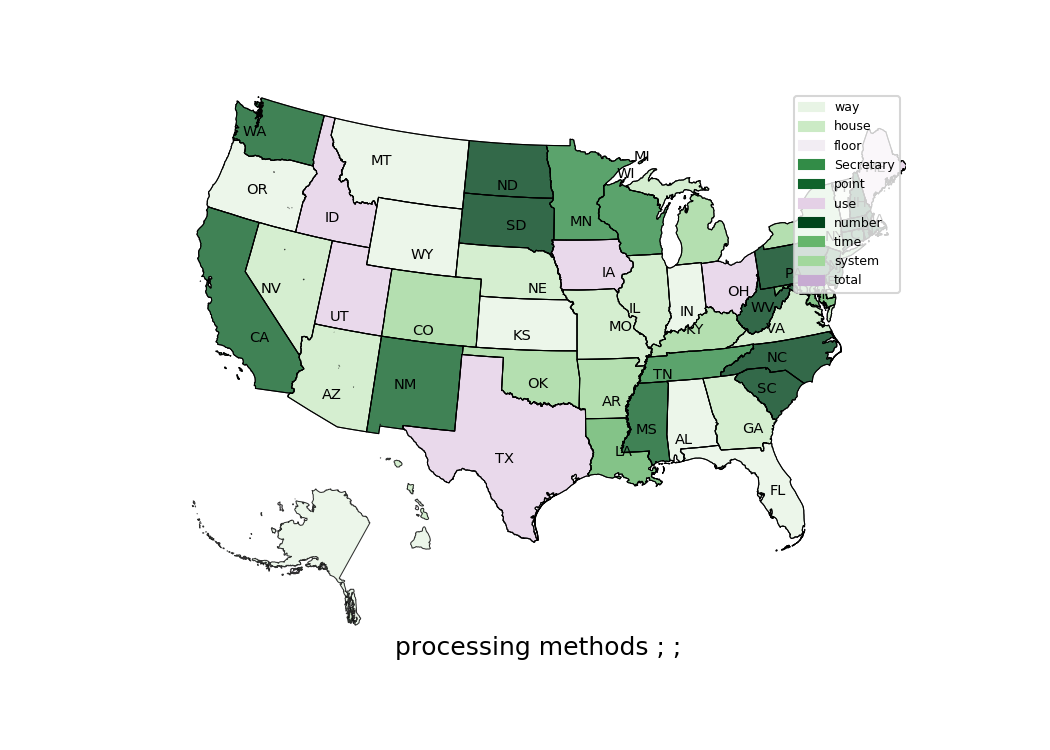 WA
MT
ND
MN
WI
MI
OR
ID
SD
WY
IA
NE
NV
UT
CO
KS
MO
IL
IN
OH
WV
VA
KY
CA
AZ
NM
OK
AR
TN
NC
SC
MS
AL
GA
LA
TX
FL
way
house
floor
Secretary
point
use
number
time
system
total
processing methods ; ;